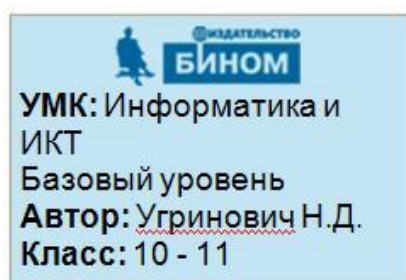 ИЗДАТЕЛЬСТВО
БИНОМ
УМК: Информатика и
ИКТ
Базовый уровень
Автор: Угринович Н.Д.
Класс: 10 - 11